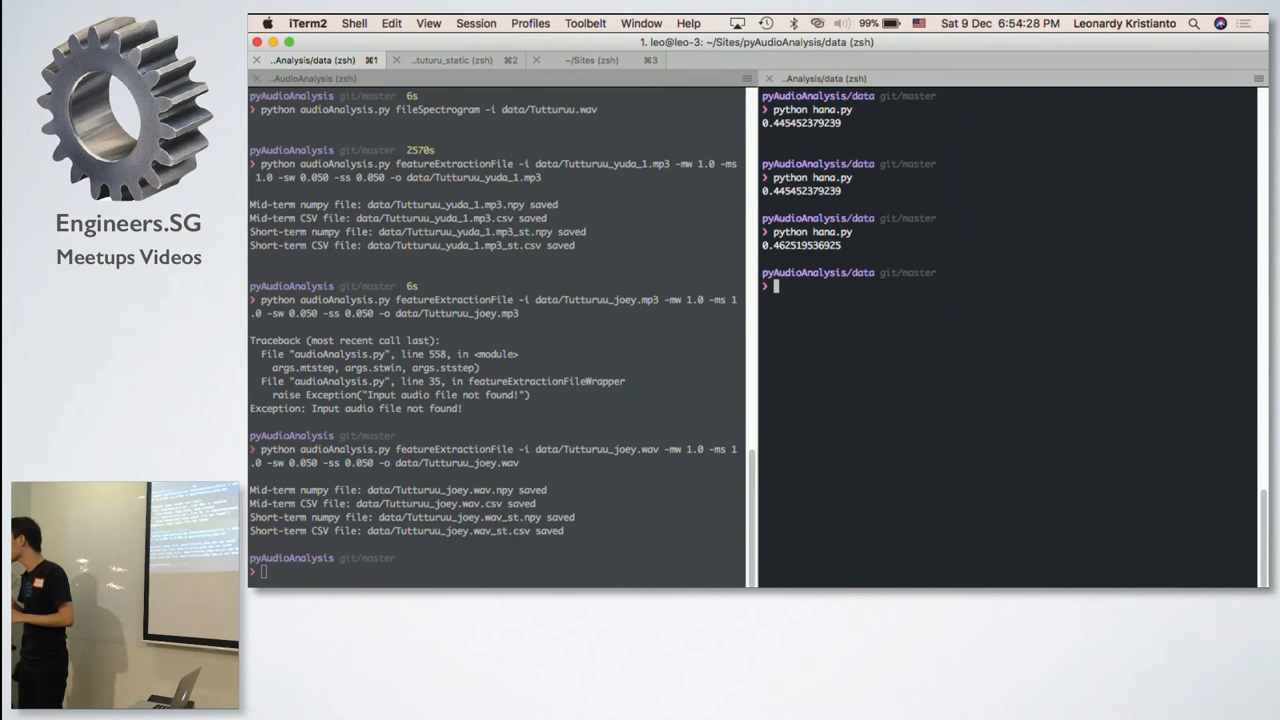 Engineers.SG
Meetups Videos
iTerm2 Shell Edit View Session Profiles Toolbelt Window Help 99% Sat 9 Dec 6:54:28 PM Leonardy Kristianto
1. leo@leo-3: ~/Sites/pyAudioAnalysis/data (zsh)
..Analysis/data (zsh) ⌘1 ..tuturu_static (zsh) ⌘2 ~/Sites (zsh) ⌘3
..AudioAnalysis (zsh)
pyAudioAnalysis git/master 6s
❯ python audioAnalysis.py fileSpectrogram -i data/Tutturuu.wav
pyAudioAnalysis git/master 2570s
❯ python audioAnalysis.py featureExtractionFile -i data/Tutturuu_yuda_1.mp3 -mw 1.0 -ms
1.0 -sw 0.050 -ss 0.050 -o data/Tutturuu_yuda_1.mp3
Mid-term numpy file: data/Tutturuu_yuda_1.mp3.npy saved
Mid-term CSV file: data/Tutturuu_yuda_1.mp3.csv saved
Short-term numpy file: data/Tutturuu_yuda_1.mp3_st.npy saved
Short-term CSV file: data/Tutturuu_yuda_1.mp3_st.csv saved
pyAudioAnalysis git/master 6s
❯ python audioAnalysis.py featureExtractionFile -i data/Tutturuu_joey.mp3 -mw 1.0 -ms 1
.0 -sw 0.050 -ss 0.050 -o data/Tutturuu_joey.mp3
Traceback (most recent call last):
File "audioAnalysis.py", line 558, in <module>
args.mtstep, args.stwin, args.ststep)
File "audioAnalysis.py", line 35, in featureExtractionFileWrapper
raise Exception("Input audio file not found!")
Exception: Input audio file not found!
pyAudioAnalysis git/master
❯ python audioAnalysis.py featureExtractionFile -i data/Tutturuu_joey.wav -mw 1.0 -ms 1
.0 -sw 0.050 -ss 0.050 -o data/Tutturuu_joey.wav
Mid-term numpy file: data/Tutturuu_joey.wav.npy saved
Mid-term CSV file: data/Tutturuu_joey.wav.csv saved
Short-term numpy file: data/Tutturuu_joey.wav_st.npy saved
Short-term CSV file: data/Tutturuu_joey.wav_st.csv saved
pyAudioAnalysis git/master
❯
..Analysis/data (zsh)
pyAudioAnalysis/data git/master
❯ python hana.py
0.445452379239
pyAudioAnalysis/data git/master
❯ python hana.py
0.445452379239
pyAudioAnalysis/data git/master
❯ python hana.py
0.462519536925
pyAudioAnalysis/data git/master
❯